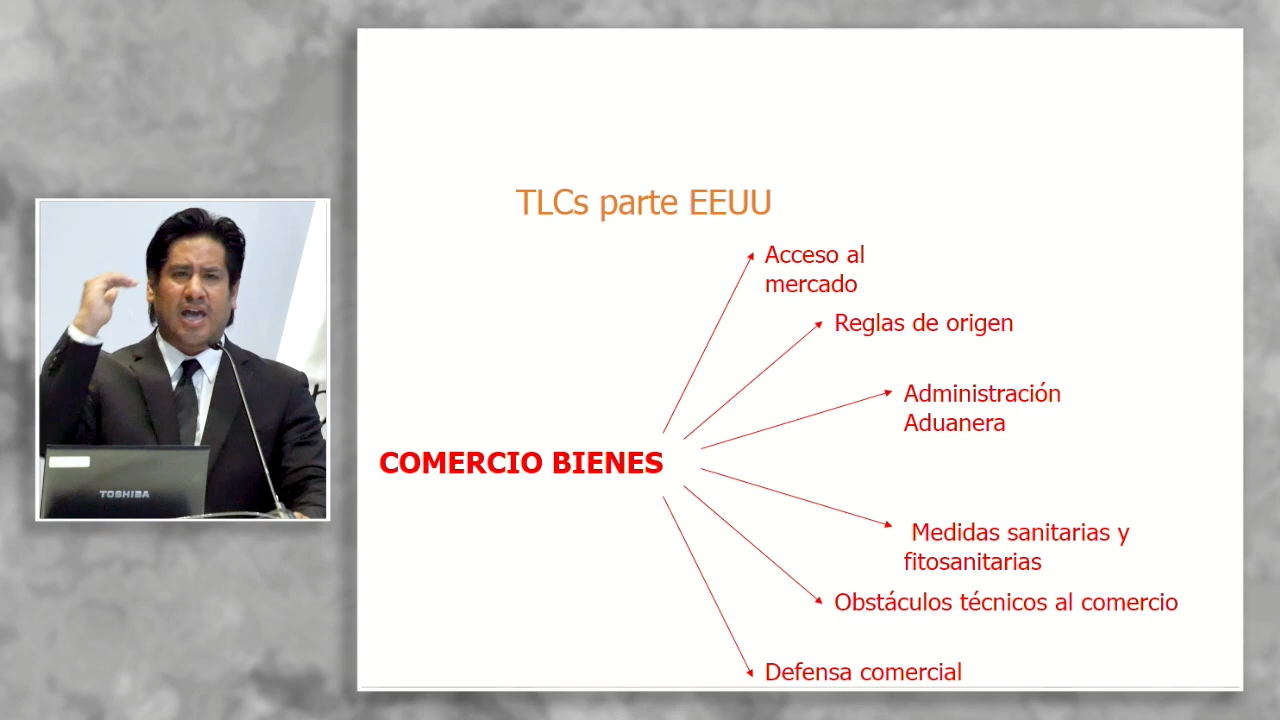 TLCs parte EEUU
Acceso al
mercado
Reglas de origen
Administración
Aduanera
COMERCIO BIENES
Medidas sanitarias y
fitosanitarias
Obstáculos técnicos al comercio
Defensa comercial
TOSHIBA